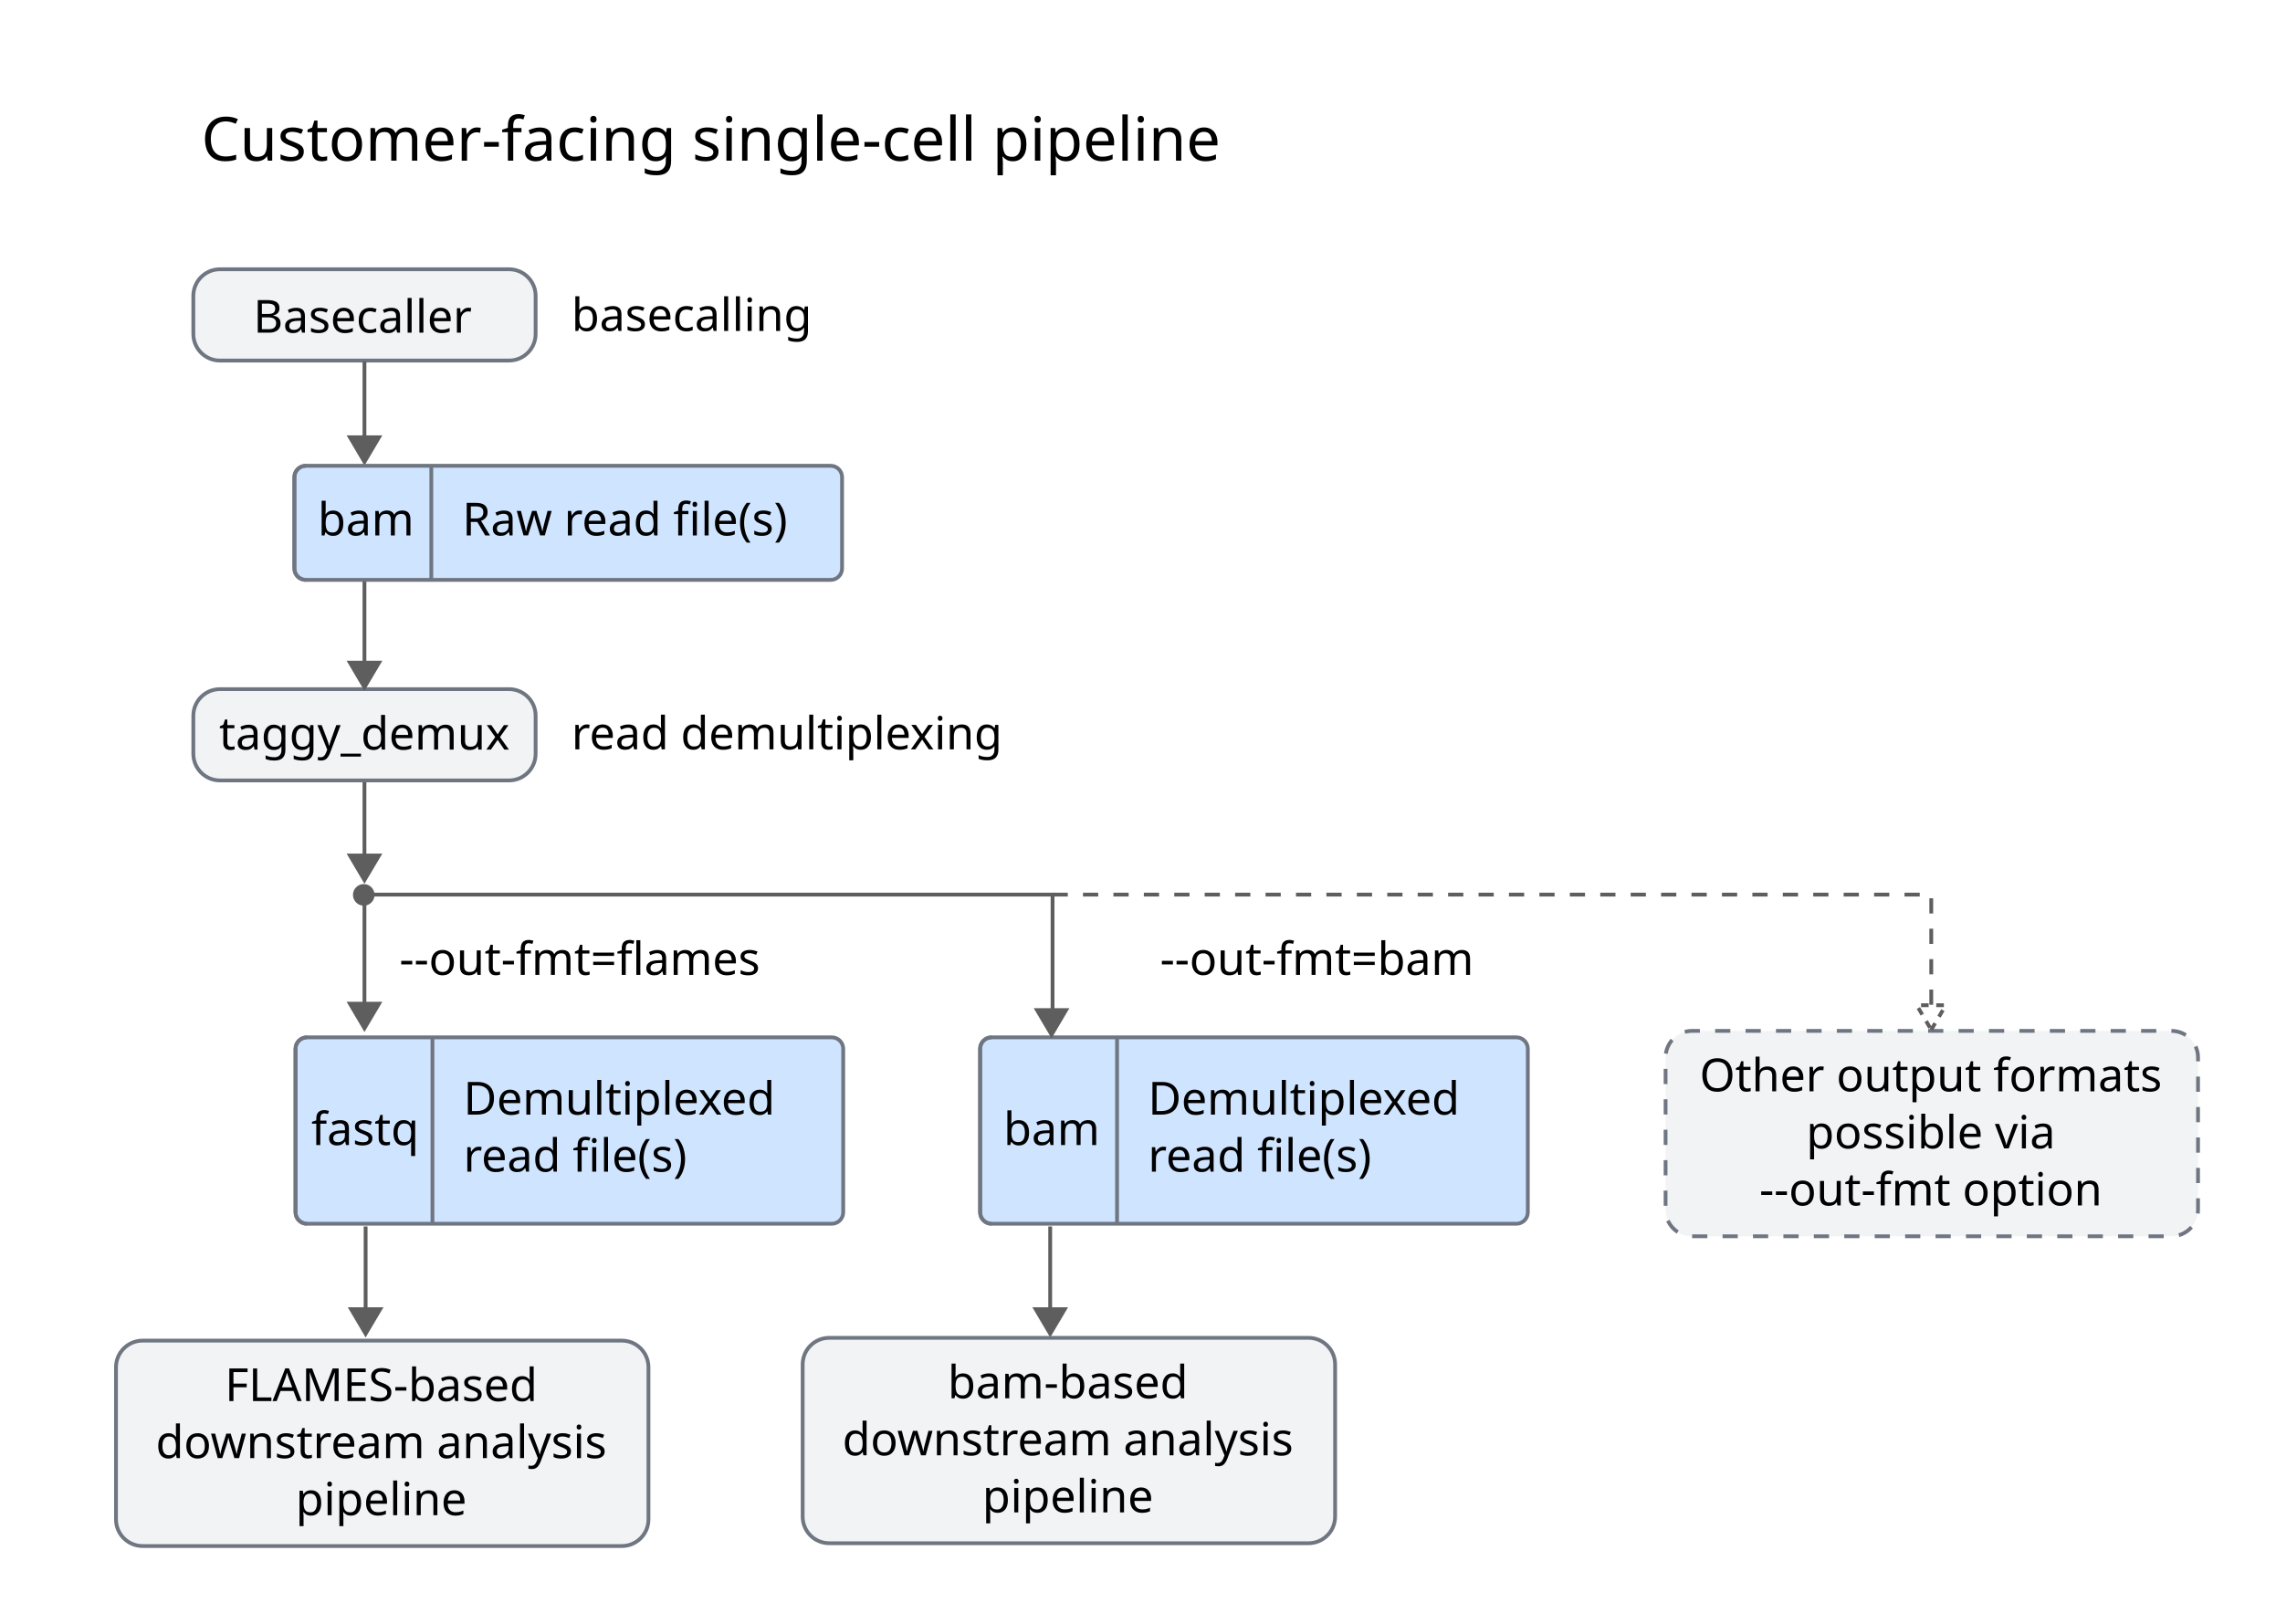 Customer-facing single-cell pipeline
Basecaller
basecalling
bam
Raw read file(s)
taggy_demux
read demultiplexing
--out-fmt=flames
--out-fmt=bam
fastq
Demultiplexed
read file(s)
bam
Demultiplexed
read file(s)
Other output formats
possible via
--out-fmt option
FLAMES-based
downstream analysis
pipeline
bam-based
downstream analysis
pipeline